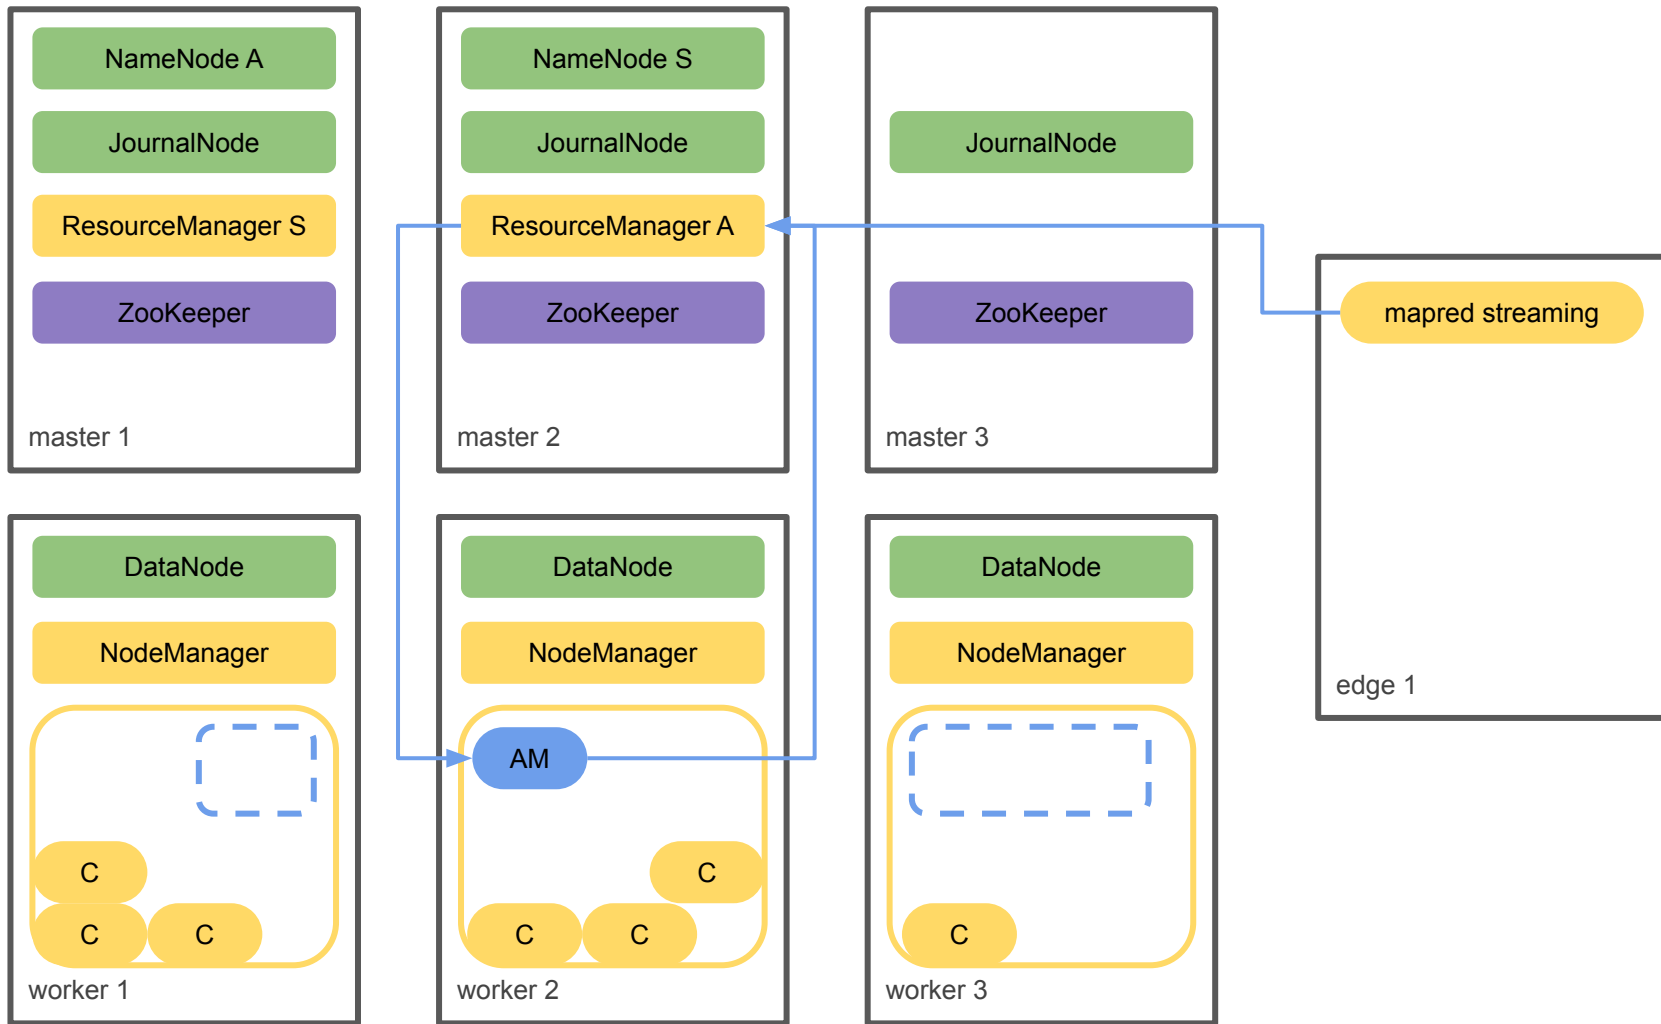 NameNode A
JournalNode
ResourceManager S
ZooKeeper
master 1
NameNode S
JournalNode
ResourceManager A
ZooKeeper
master 2
JournalNode
ZooKeeper
master 3
mapred streaming
edge 1
DataNode
NodeManager
C
C
C
worker 1
DataNode
NodeManager
AM
C
C
C
worker 2
DataNode
NodeManager
C
worker 3